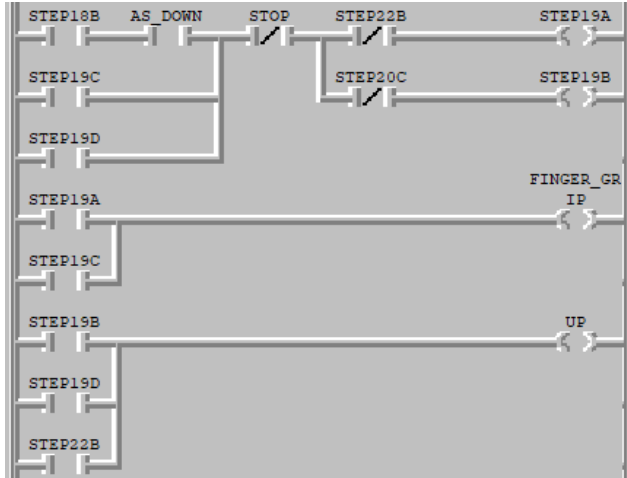 STEP18B AS_DOWN STOP STEP22B STEP19A
STEP19C STEP20C STEP19B
STEP19D
FINGER_GR
STEP19A IP
STEP19C
STEP19B UP
STEP19D
STEP22B